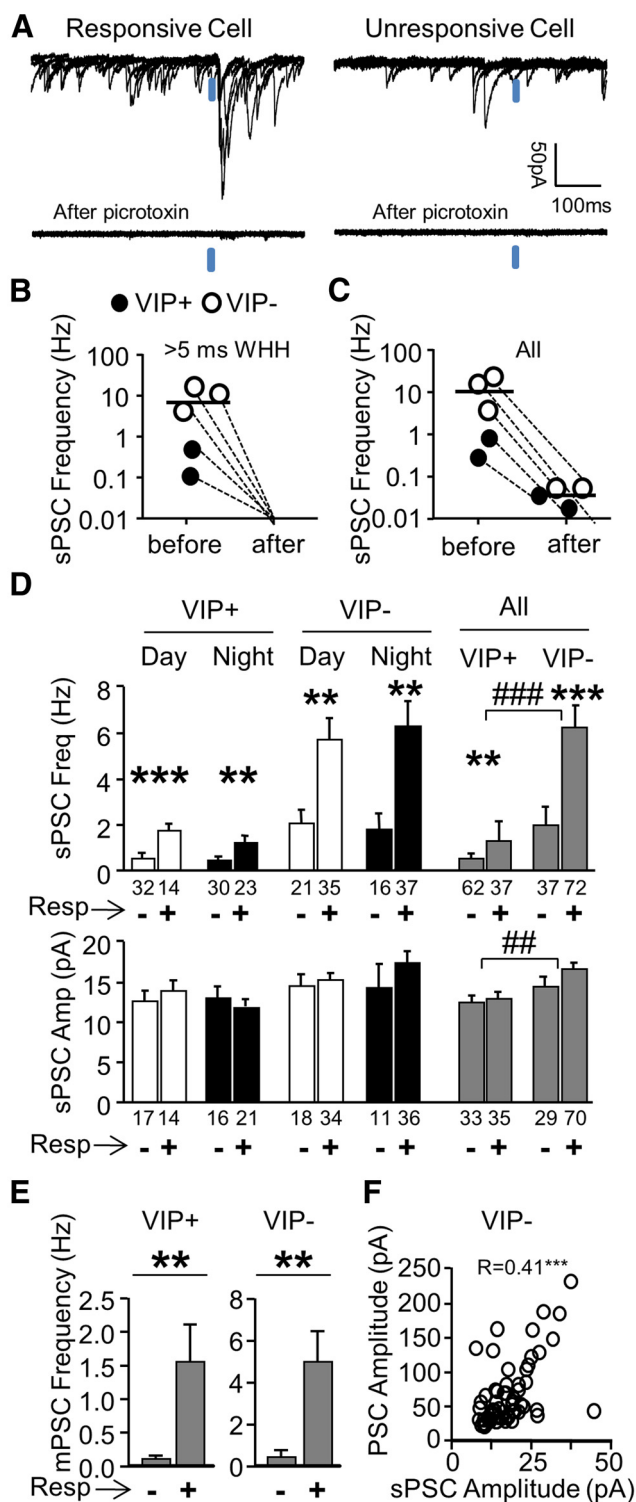 A
Responsive Cell Unresponsive Cell
50pA
100ms
After picrotoxin After picrotoxin
B VIP+ VIP- C
>5 ms WHH All
sPSC Frequency (Hz) sPSC Frequency (Hz)
100 100
10 10
1 1
0.1 0.1
0.01 0.01
before after before after
D
VIP+ VIP- All
Day Night Day Night VIP+ VIP-
sPSC Freq (Hz)
8
6
4
2
0
*** ** ** ** ** ### ***
32 14 30 23 21 35 16 37 62 37 37 72
Resp→ - + - + - + - + - + - +
sPSC Amp (pA)
20
15
10
5
0
##
17 14 16 21 18 34 11 36 33 35 29 70
Resp→ - + - + - + - + - + - +
E F
VIP+ VIP- VIP-
** **
mPSC Frequency (Hz)
2.5
2.0
1.5
1.0
0.5
0.0
8
6
4
2
0
Resp→ - + - +
R=0.41***
PSC Amplitude (pA)
250
200
150
100
50
0
0 25 50
sPSC Amplitude (pA)